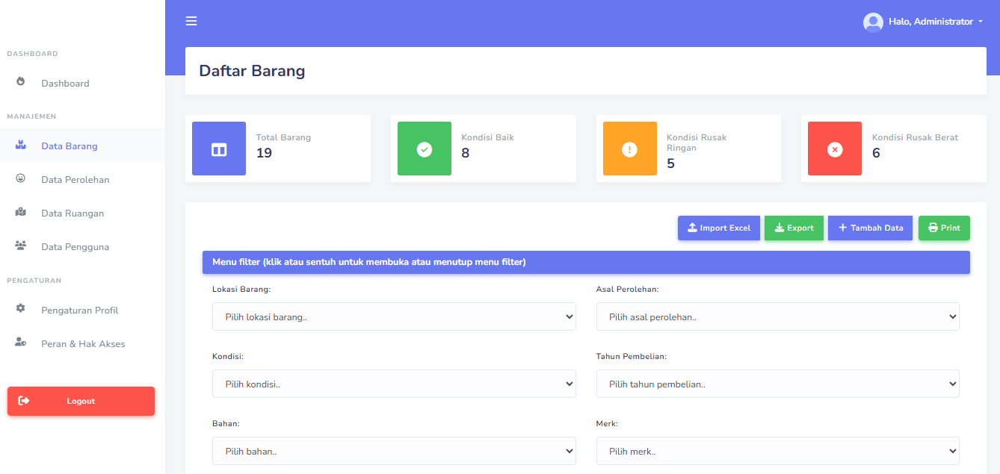 Halo, Administrator
DASHBOARD
Dashboard
MANAJEMEN
Data Barang
Data Perolehan
Data Ruangan
Data Pengguna
PENGATURAN
Pengaturan Profil
Peran & Hak Akses
Logout
Daftar Barang
Total Barang
19
Kondisi Baik
8
Kondisi Rusak
Ringan
5
Kondisi Rusak Berat
6
Import Excel
Export
Tambah Data
Print
Menu filter (klik atau sentuh untuk membuka atau menutup menu filter)
Lokasi Barang:
Pilih lokasi barang..
Asal Perolehan:
Pilih asal perolehan..
Kondisi:
Pilih kondisi..
Tahun Pembelian:
Pilih tahun pembelian..
Bahan:
Pilih bahan..
Merk:
Pilih merk..